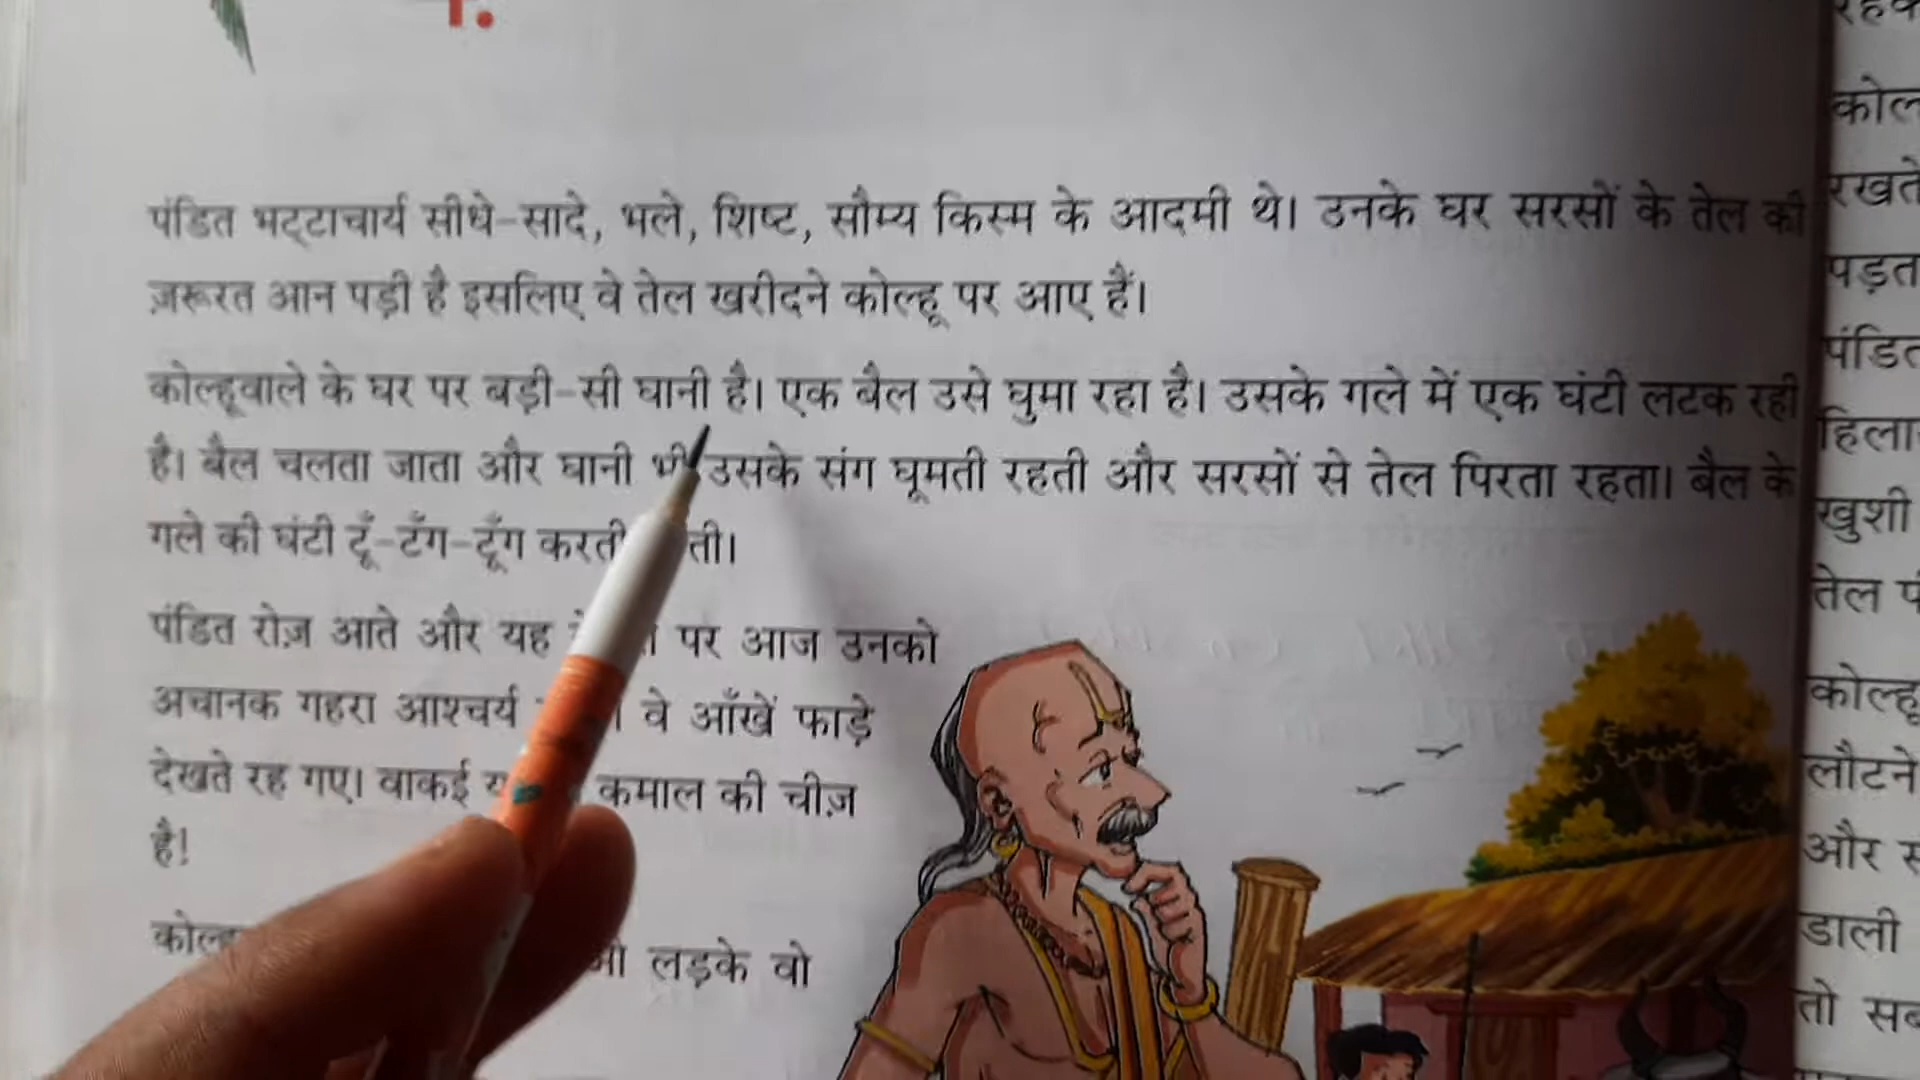 पंडित भट्टाचार्य सीधे-सादे, भले, शिष्ट, सौम्य किस्म के आदमी थे। उनके घर सरसों के तेल की
ज़रूरत आन पड़ी है इसलिए वे तेल खरीदने कोल्हू पर आए हैं।
कोल्हूवाले के घर पर बड़ी-सी घानी है। एक बैल उसे घुमा रहा है। उसके गले में एक घंटी लटक रही
है। बैल चलता जाता और घानी भी उसके संग घूमती रहती और सरसों से तेल पिरता रहता। बैल के
गले की घंटी टूँ-टँग-टूँग करती
पंडित रोज़ आते और यह पर आज उनको
अचानक गहरा आश्चर्य वे आँखें फाड़े
देखते रह गए। वाकई कमाल की चीज़
है!
लड़के वो
कोल
रखते
पड़त
पंडित
हिला
खुशी
तेल
कोल्हू
लौटने
और
डाली
तो सब